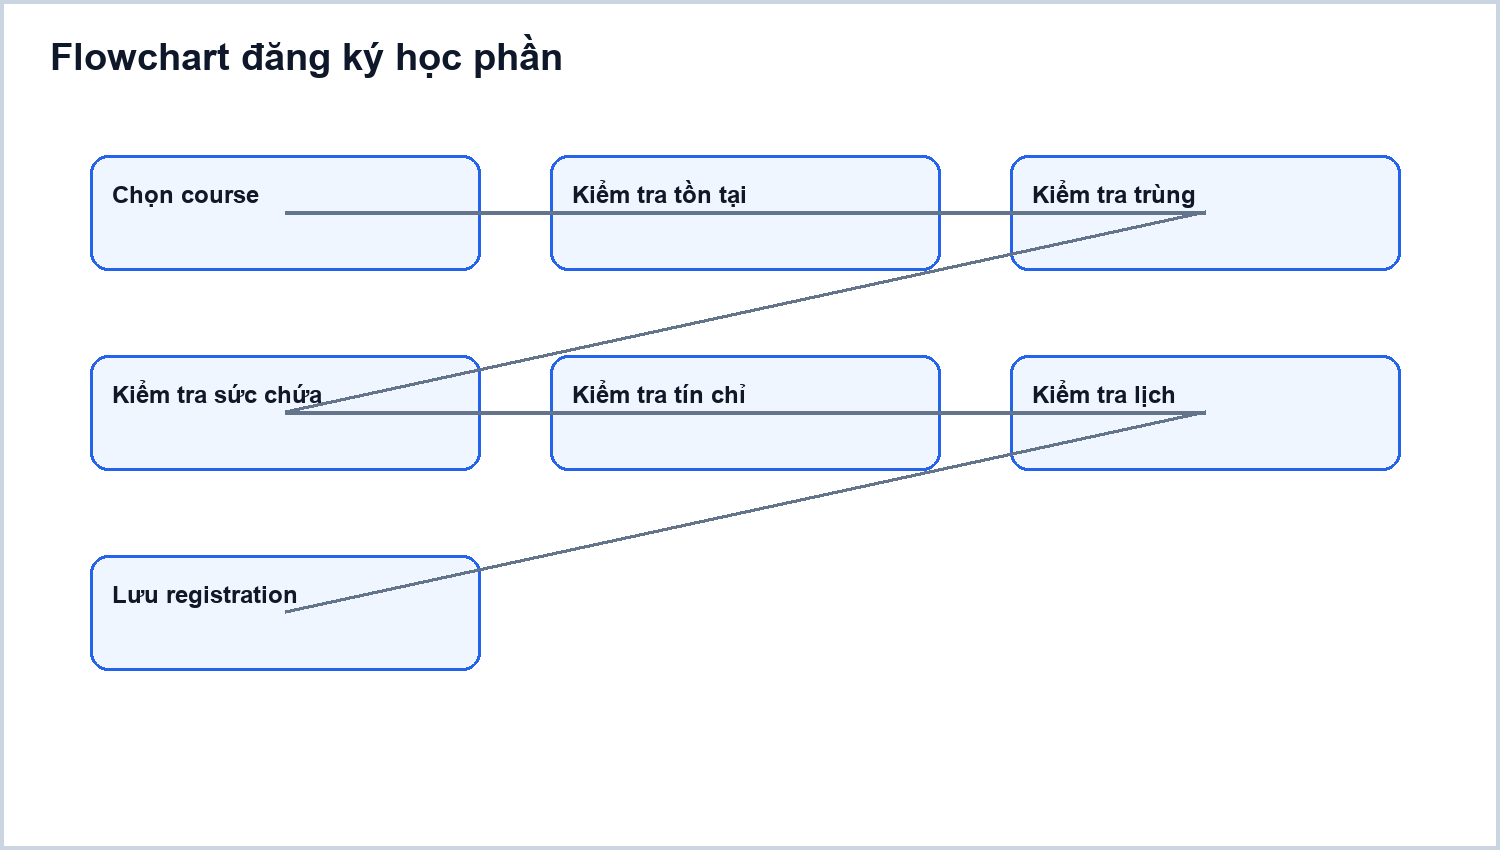 Flowchart đăng ký học phần
Chọn course
Kiểm tra tồn tại
Kiểm tra trùng
Kiểm tra sức chứa
Kiểm tra tín chỉ
Kiểm tra lịch
Lưu registration